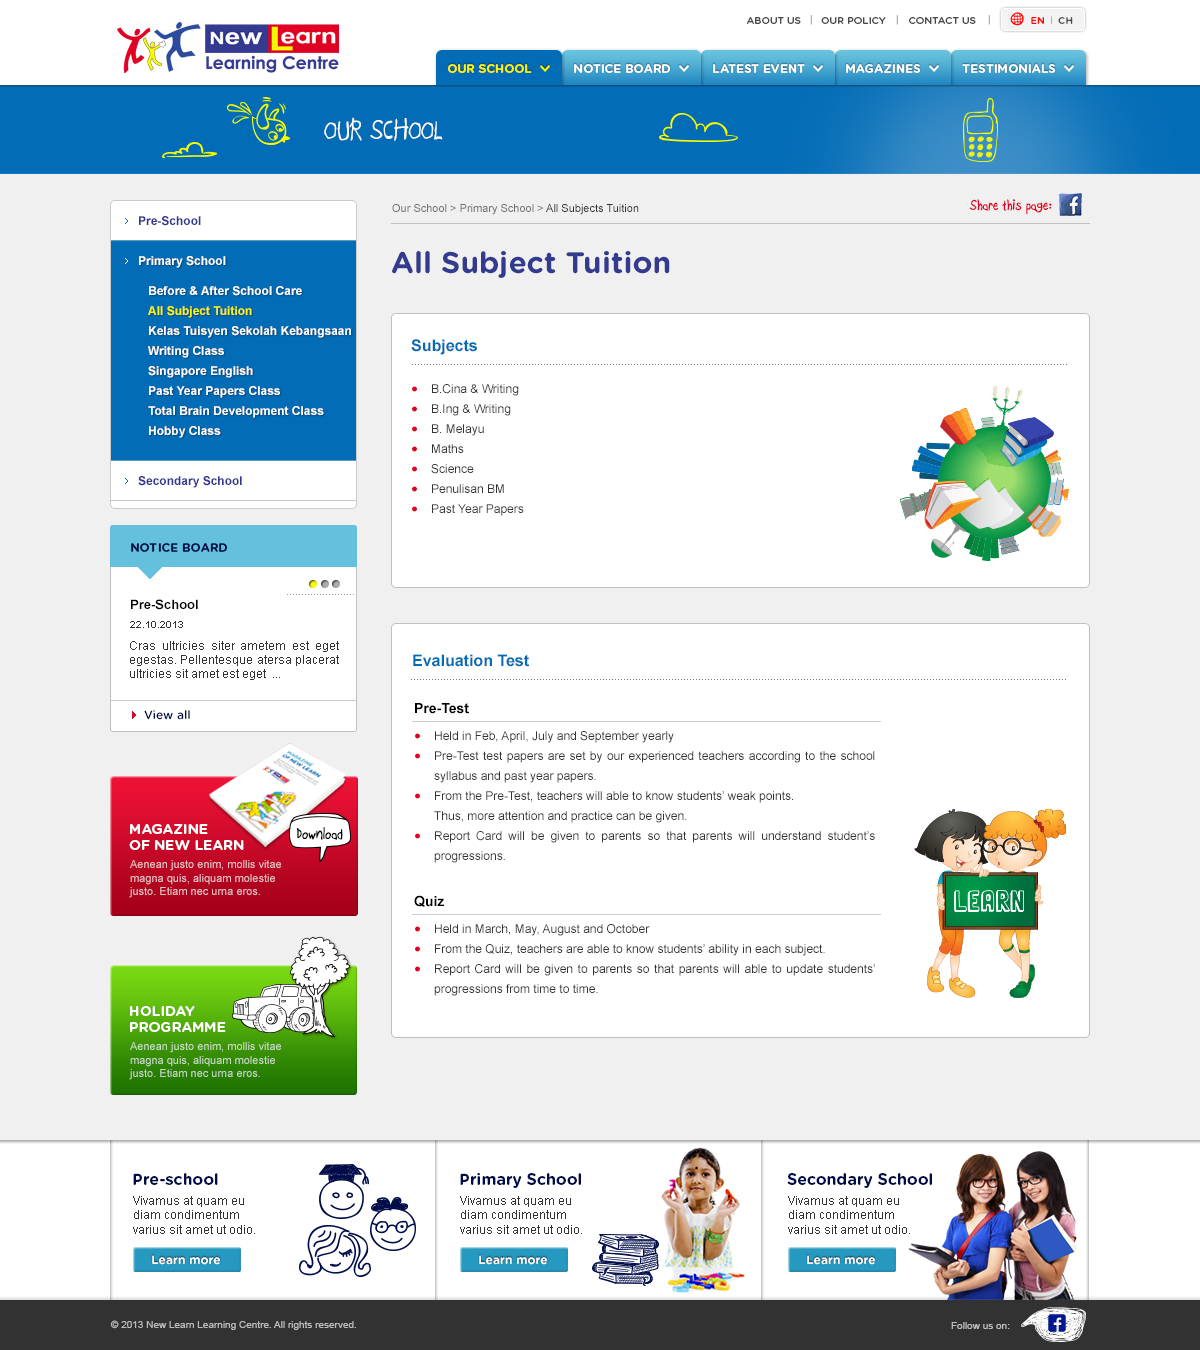 ABOUT US | OUR POLICY | CONTACT US | EN | CH
New Learn
Learning Centre
OUR SCHOOL NOTICE BOARD LATEST EVENT MAGAZINES TESTIMONIALS
OUR SCHOOL
Pre-School
Primary School
Before & After School Care
All Subject Tuition
Kelas Tuisyen Sekolah Kebangsaan
Writing Class
Singapore English
Past Year Papers Class
Total Brain Development Class
Hobby Class
Secondary School
NOTICE BOARD
Pre-School
22.10.2013
Cras ultricies siter ametem est eget
egestas. Pellentesque atersa placerat
ultricies sit amet est eget ...
View all
MAGAZINE
OF NEW LEARN
Download
MAGAZINE
OF NEW LEARN
Aenean justo enim, mollis vitae
magna quis, aliquam molestie
justo. Etiam nec urna eros.
HOLIDAY
PROGRAMME
Aenean justo enim, mollis vitae
magna quis, aliquam molestie
justo. Etiam nec urna eros.
Our School > Primary School > All Subjects Tuition
Share this page:
All Subject Tuition
Subjects
B.Cina & Writing
B.Ing & Writing
B. Melayu
Maths
Science
Penulisan BM
Past Year Papers
Evaluation Test
Pre-Test
Held in Feb, April, July and September yearly
Pre-Test test papers are set by our experienced teachers according to the school
syllabus and past year papers.
From the Pre-Test, teachers will able to know students' weak points.
Thus, more attention and practice can be given.
Report Card will be given to parents so that parents will understand student's
progressions.
Quiz
Held in March, May, August and October
From the Quiz, teachers are able to know students' ability in each subject.
Report Card will be given to parents so that parents will able to update students'
progressions from time to time.
LEARN
Pre-school
Vivamus at quam eu
diam condimentum
varius sit amet ut odio.
Learn more
Primary School
Vivamus at quam eu
diam condimentum
varius sit amet ut odio.
Learn more
Secondary School
Vivamus at quam eu
diam condimentum
varius sit amet ut odio.
Learn more
© 2013 New Learn Learning Centre. All rights reserved.
Follow us on: